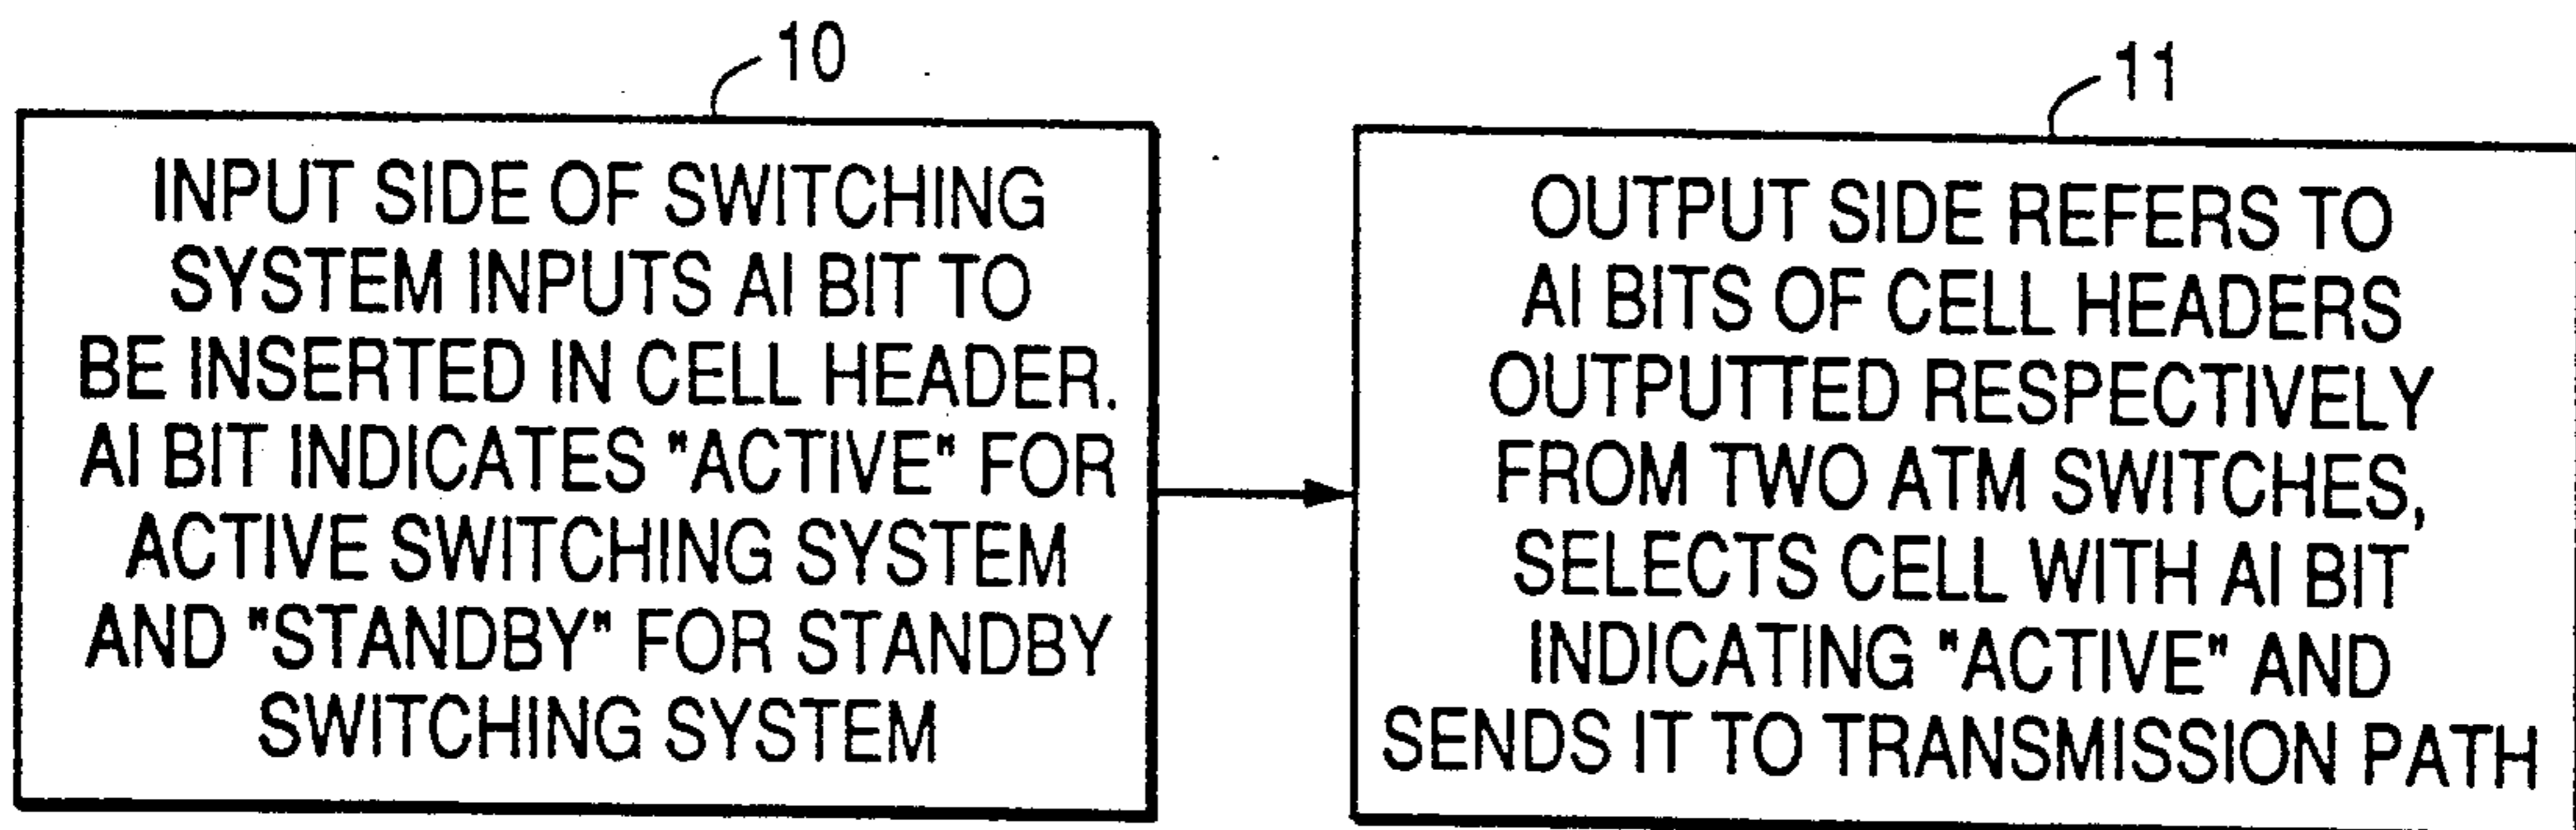 10
INPUT SIDE OF SWITCHING
SYSTEM INPUTS AI BIT TO
BE INSERTED IN CELL HEADER.
AI BIT INDICATES "ACTIVE" FOR
ACTIVE SWITCHING SYSTEM
AND "STANDBY" FOR STANDBY
SWITCHING SYSTEM
11
OUTPUT SIDE REFERS TO
AI BITS OF CELL HEADERS
OUTPUTTED RESPECTIVELY
FROM TWO ATM SWITCHES,
SELECTS CELL WITH AI BIT
INDICATING "ACTIVE" AND
SENDS IT TO TRANSMISSION PATH